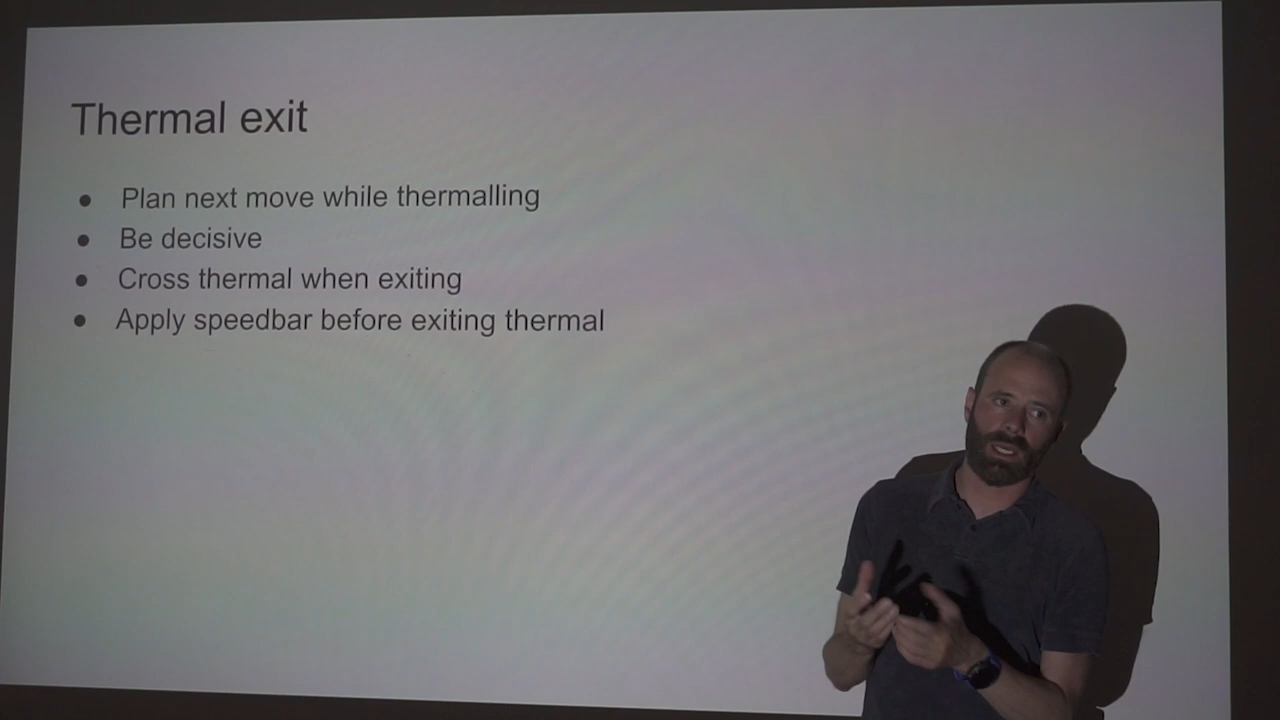 Thermal exit
● Plan next move while thermalling
● Be decisive
● Cross thermal when exiting
● Apply speedbar before exiting thermal